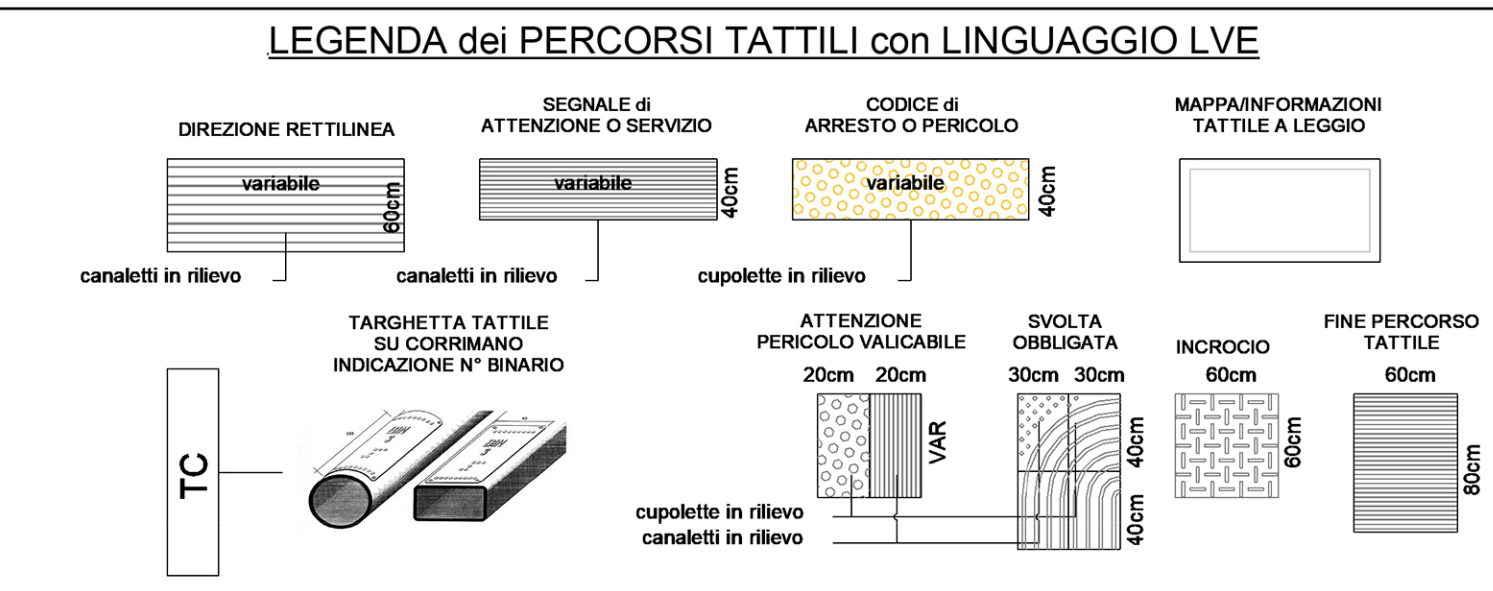 LEGENDA dei PERCORSI TATTILI con LINGUAGGIO LVE
DIREZIONE RETTILINEA
variabile
60cm
canaletti in rilievo
SEGNALE di
ATTENZIONE O SERVIZIO
variabile
40cm
canaletti in rilievo
CODICE di
ARRESTO O PERICOLO
variabile
40cm
cupolette in rilievo
MAPPA/INFORMAZIONI
TATTILE A LEGGIO
TC
TARGHETTA TATTILE
SU CORRIMANO
INDICAZIONE N° BINARIO
3
3
ATTENZIONE
PERICOLO VALICABILE
20cm 20cm
VAR
cupolette in rilievo
canaletti in rilievo
SVOLTA
OBBLIGATA
30cm 30cm
40cm
40cm
INCROCIO
60cm
60cm
FINE PERCORSO
TATTILE
60cm
80cm